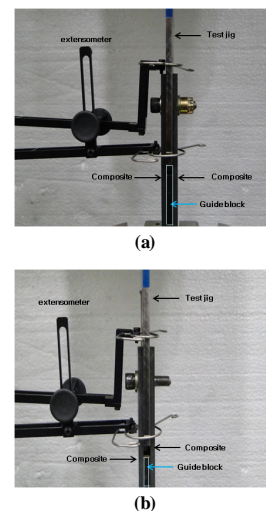 Test jig
extensometer
Composite Composite
Guide block
(a)
Test jig
extensometer
Composite
Composite
Guide block
(b)